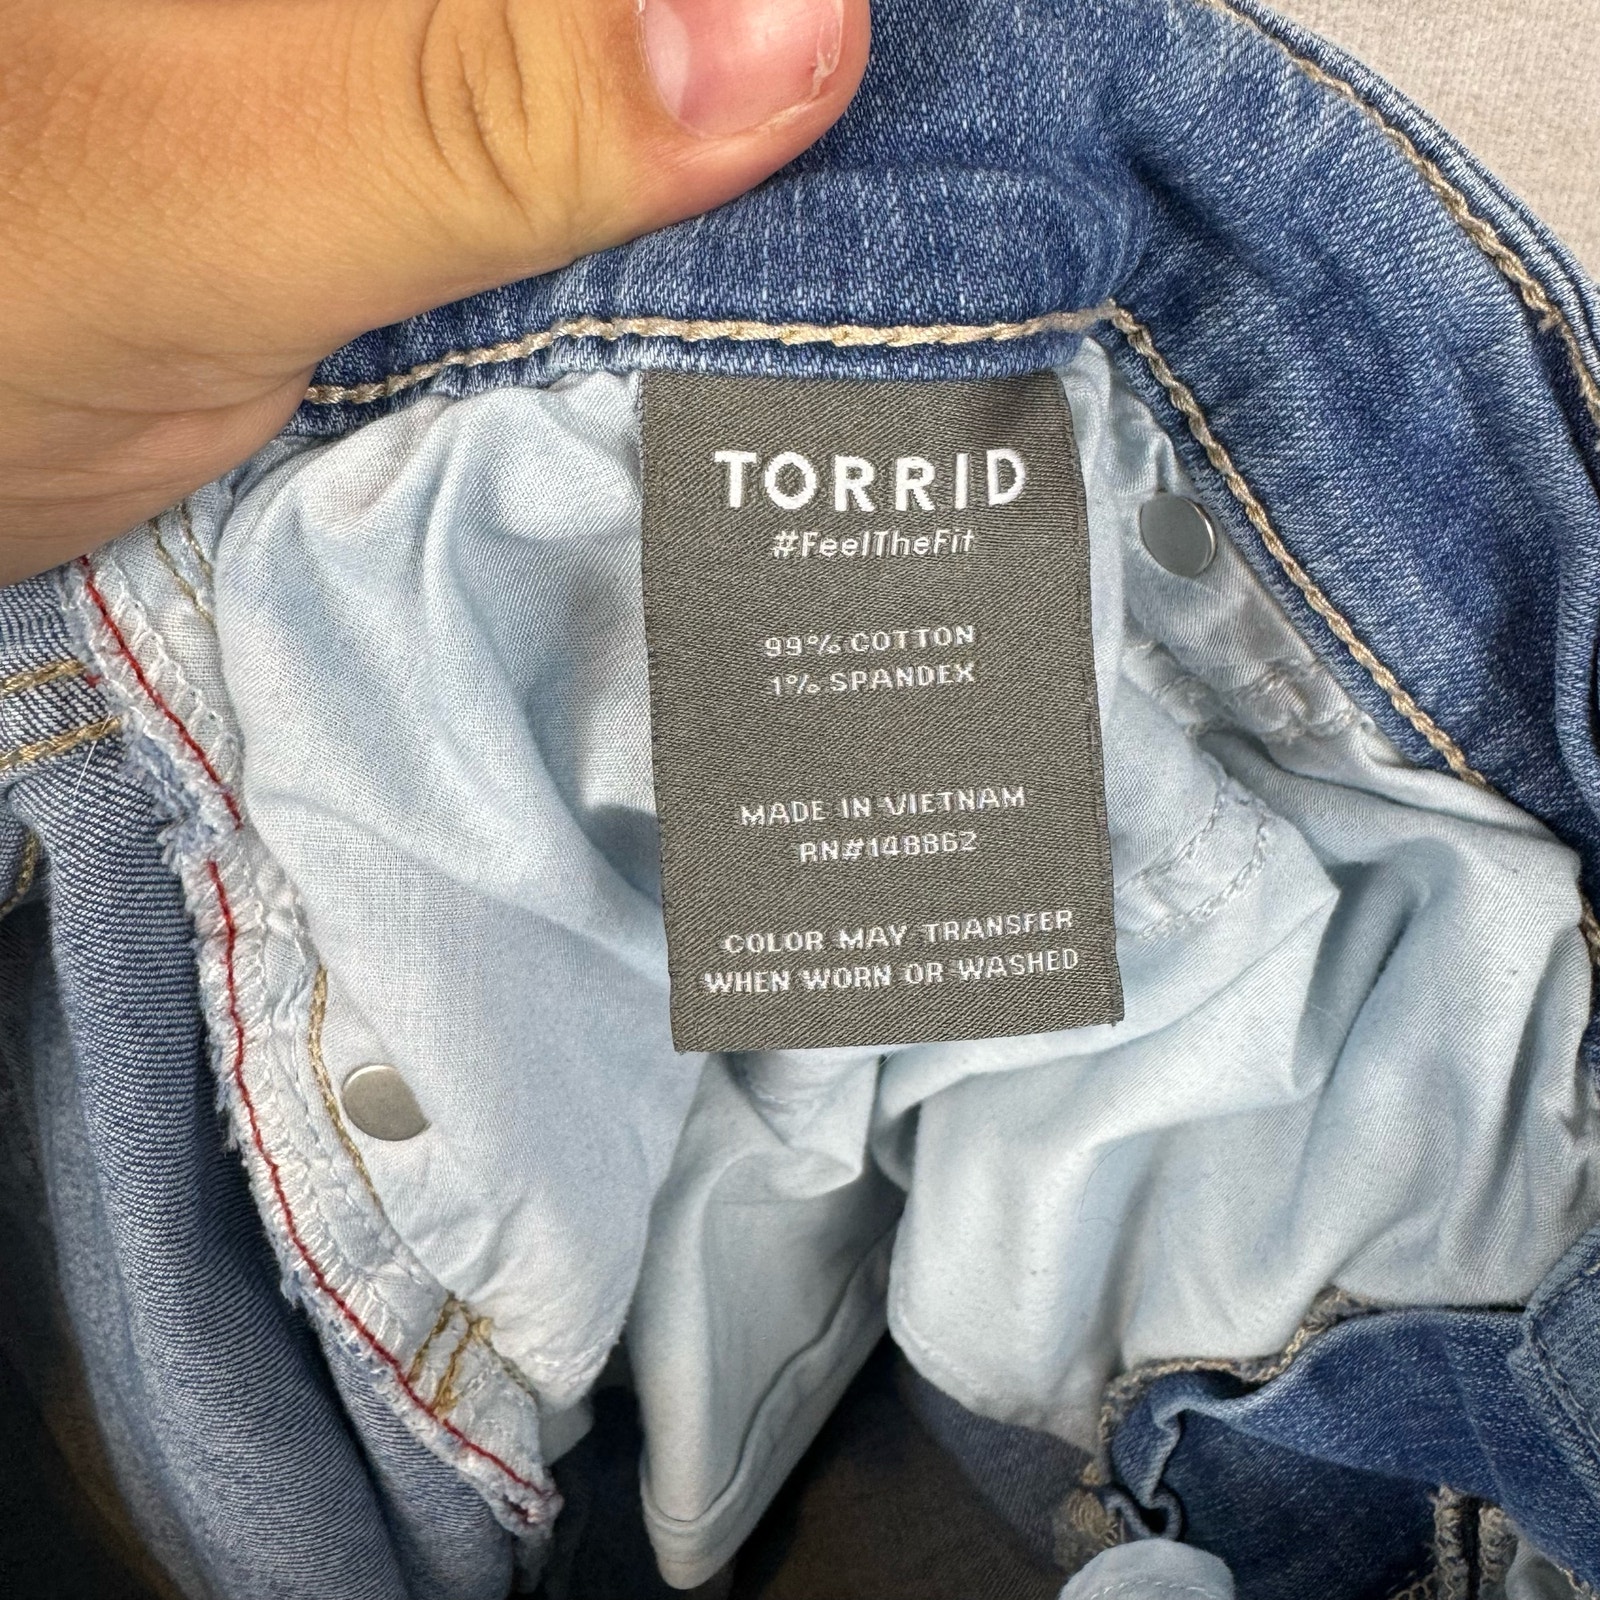 TORRID
#FeelTheFit
99% COTTON
1% SPANDEX
MADE IN VIETNAM
RN#148862
COLOR MAY TRANSFER
WHEN WORN OR WASHED